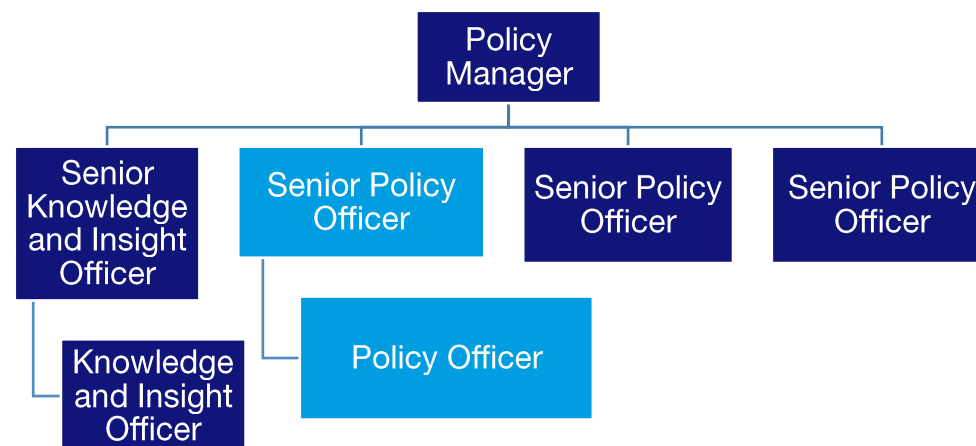 Policy
Manager
Senior
Knowledge
and Insight
Officer
Senior Policy
Officer
Senior Policy
Officer
Senior Policy
Officer
Policy Officer
Knowledge
and Insight
Officer